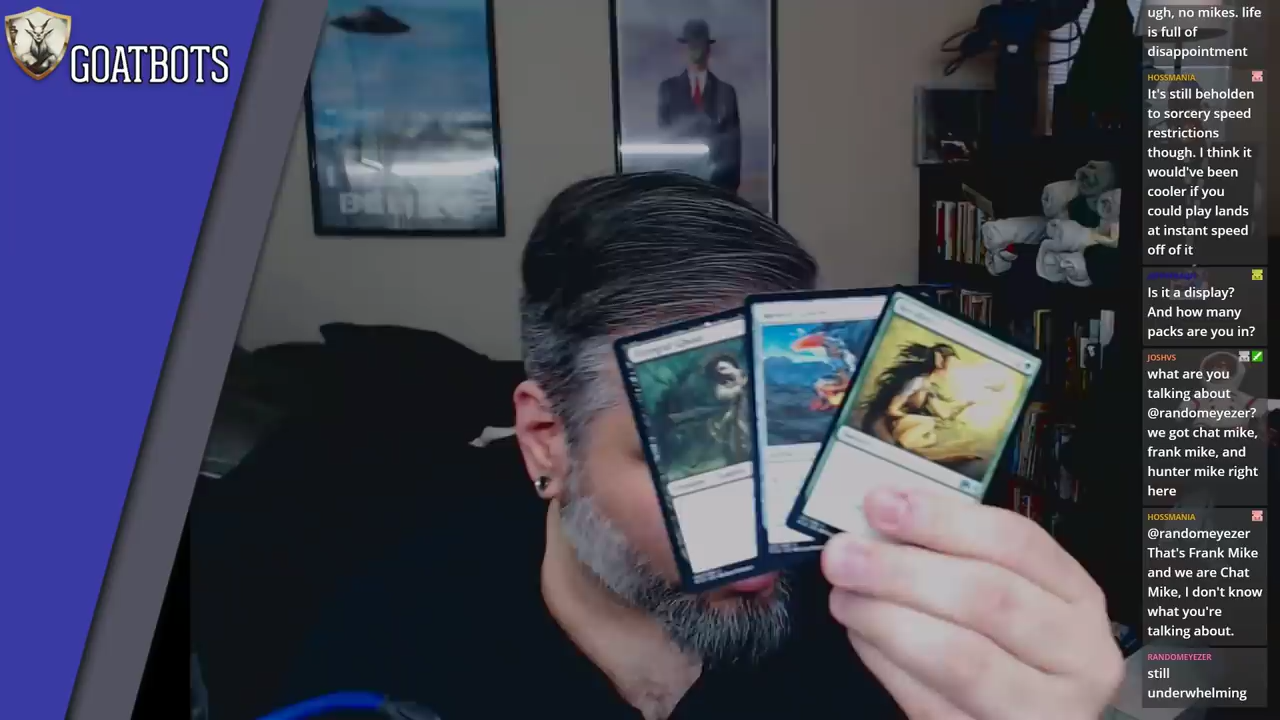 GOATBOTS
ugh, no mikes. life
is full of
disappointment
HOSSMANIA
It's still beholden
to sorcery speed
restrictions
though. I think it
would've been
cooler if you
could play lands
at instant speed
off of it
Is it a display?
And how many
packs are you in?
JOSHVS
what are you
talking about
@randomeyezer?
we got chat mike,
frank mike, and
hunter mike right
here
HOSSMANIA
@randomeyezer
That's Frank Mike
and we are Chat
Mike, I don't know
what you're
talking about.
RANDOMEYEZER
still
underwhelming